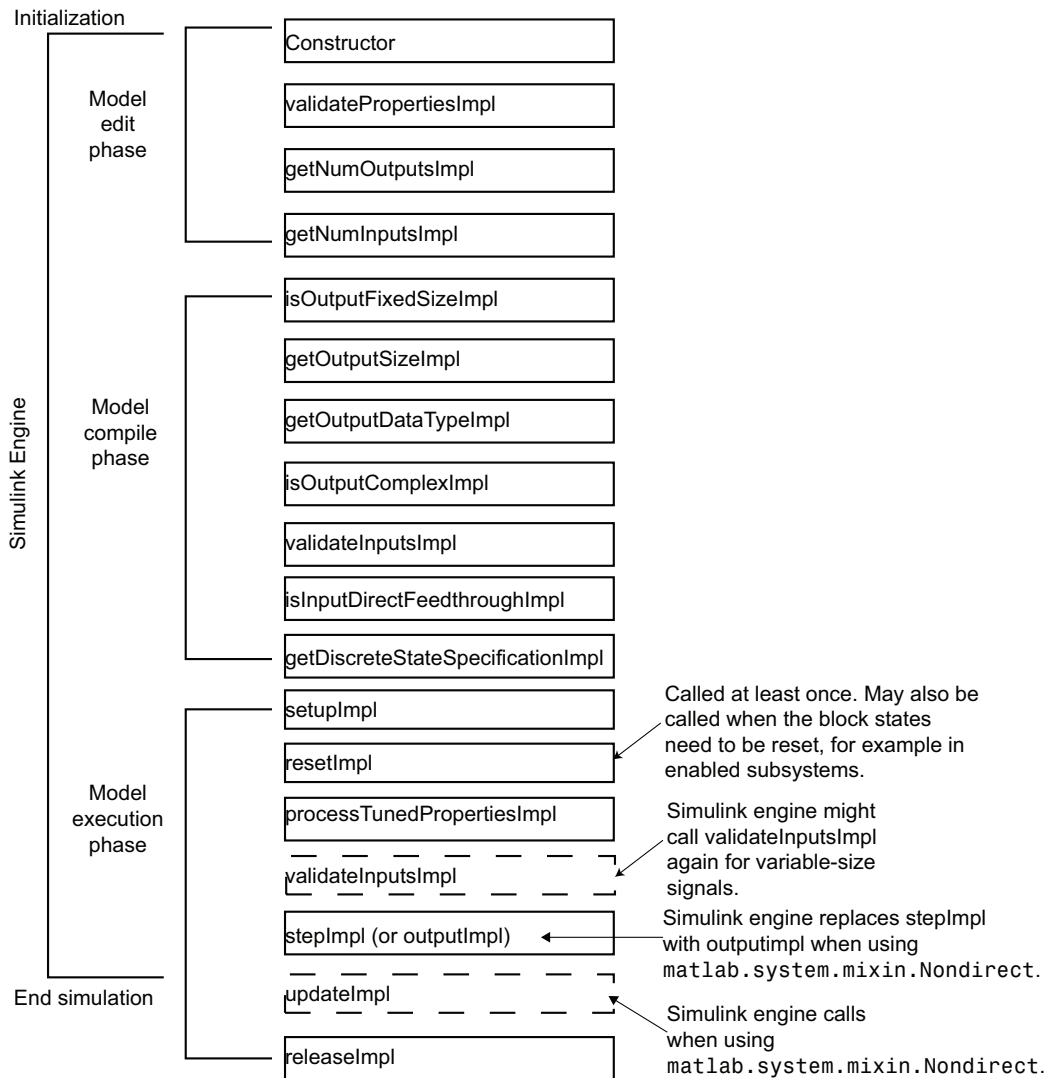 Initialization
Simulink Engine
Model
edit
phase
Constructor
validatePropertiesImpl
getNumOutputsImpl
getNumInputsImpl
Model
compile
phase
isOutputFixedSizeImpl
getOutputSizeImpl
getOutputDataTypeImpl
isOutputComplexImpl
validateInputsImpl
isInputDirectFeedthroughImpl
getDiscreteStateSpecificationImpl
Model
execution
phase
setupImpl
resetImpl
Called at least once. May also be
called when the block states
need to be reset, for example in
enabled subsystems.
processTunedPropertiesImpl
validateInputsImpl
Simulink engine might
call validateInputsImpl
again for variable-size
signals.
stepImpl (or outputImpl)
Simulink engine replaces stepImpl
with outputimpl when using
matlab.system.mixin.Nondirect.
End simulation
updateImpl
Simulink engine calls
when using
matlab.system.mixin.Nondirect.
releaseImpl